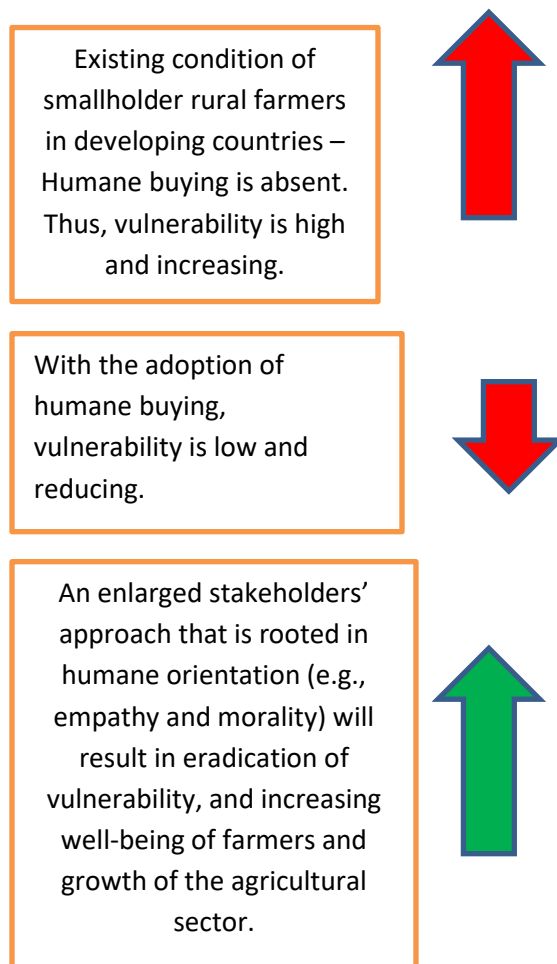 Existing condition of
smallholder rural farmers
in developing countries –
Humane buying is absent.
Thus, vulnerability is high
and increasing.
With the adoption of
humane buying,
vulnerability is low and
reducing.
An enlarged stakeholders’
approach that is rooted in
humane orientation (e.g.,
empathy and morality) will
result in eradication of
vulnerability, and increasing
well-being of farmers and
growth of the agricultural
sector.